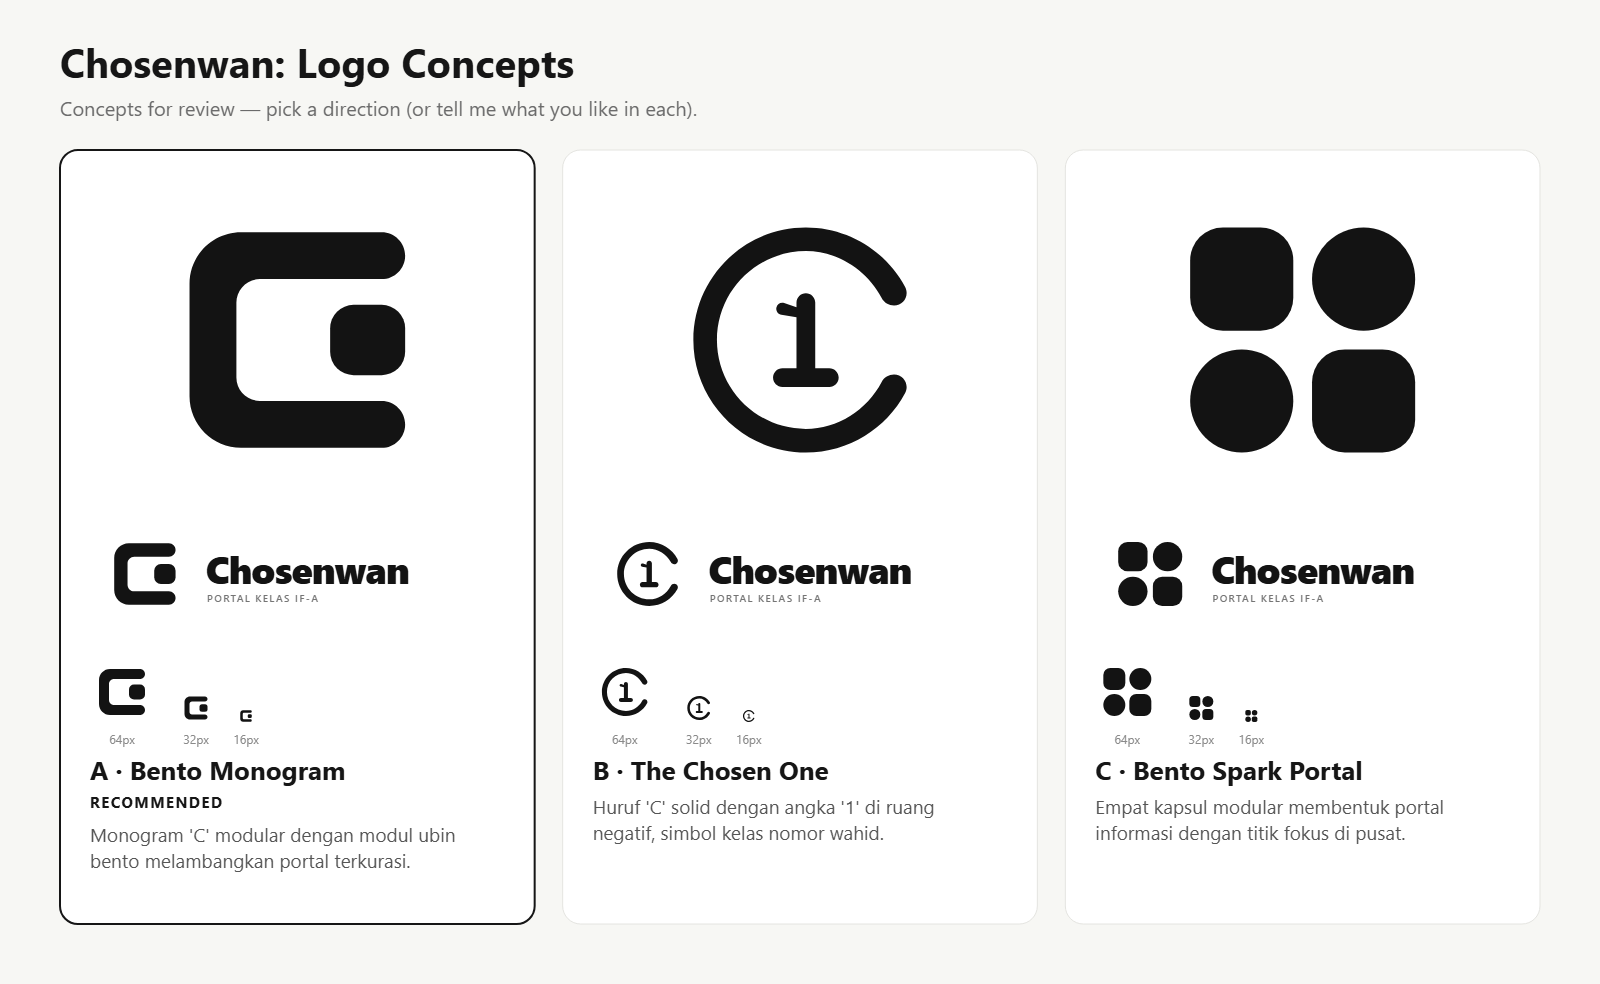 Chosenwan: Logo Concepts
Concepts for review — pick a direction (or tell me what you like in each).
Chosenwan
PORTAL KELAS IF-A
64px 32px 16px
A · Bento Monogram
RECOMMENDED
Monogram 'C' modular dengan modul ubin
bento melambangkan portal terkurasi.
1
Chosenwan
PORTAL KELAS IF-A
64px 32px 16px
B · The Chosen One
Huruf 'C' solid dengan angka '1' di ruang
negatif, simbol kelas nomor wahid.
Chosenwan
PORTAL KELAS IF-A
64px 32px 16px
C · Bento Spark Portal
Empat kapsul modular membentuk portal
informasi dengan titik fokus di pusat.